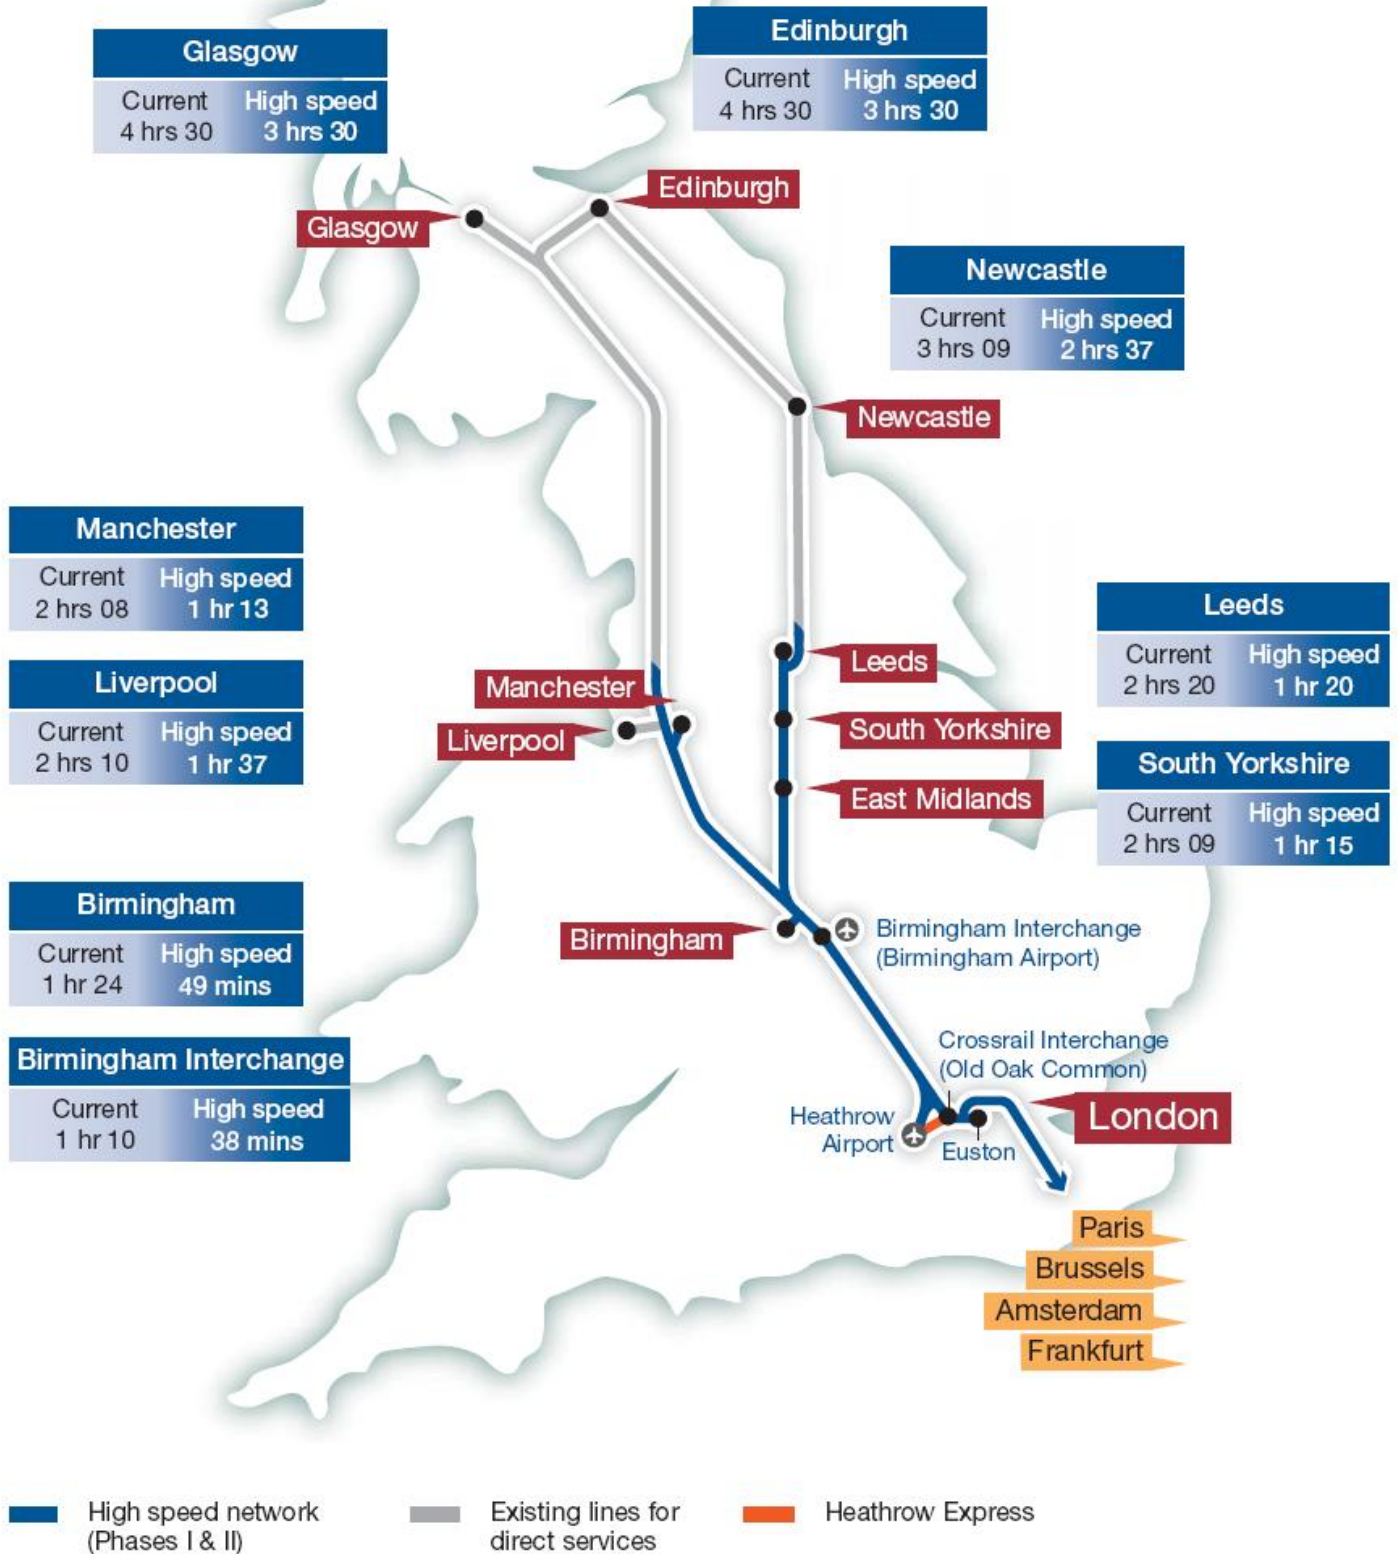 Glasgow
Current High speed
4 hrs 30 3 hrs 30
Edinburgh
Current High speed
4 hrs 30 3 hrs 30
Edinburgh
Glasgow
Newcastle
Current High speed
3 hrs 09 2 hrs 37
Newcastle
Manchester
Current High speed
2 hrs 08 1 hr 13
Liverpool
Current High speed
2 hrs 10 1 hr 37
Leeds
Current High speed
2 hrs 20 1 hr 20
Leeds
Manchester
South Yorkshire
Liverpool
South Yorkshire
Current High speed
2 hrs 09 1 hr 15
East Midlands
Birmingham
Current High speed
1 hr 24 49 mins
Birmingham
Birmingham Interchange
(Birmingham Airport)
Birmingham Interchange
Current High speed
1 hr 10 38 mins
Crossrail Interchange
(Old Oak Common)
London
Heathrow
Airport
Euston
Paris
Brussels
Amsterdam
Frankfurt
High speed network
(Phases I & II)
Existing lines for
direct services
Heathrow Express